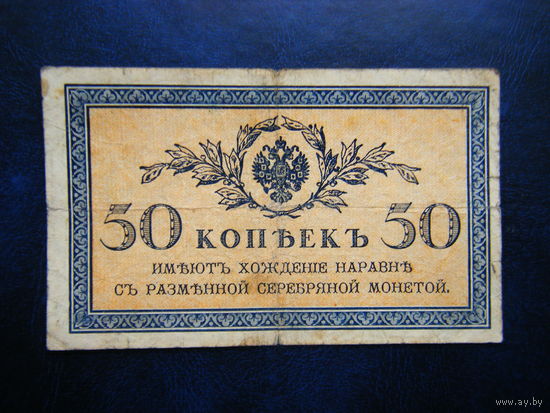 50 КОПѢЕКЪ 50
ИМѢЮТЪ ХОЖДЕНІЕ НАРАВНѢ
СЪ РАЗМѢННОЙ СЕРЕБРЯНОЙ МОНЕТОЙ.
www.ay.by